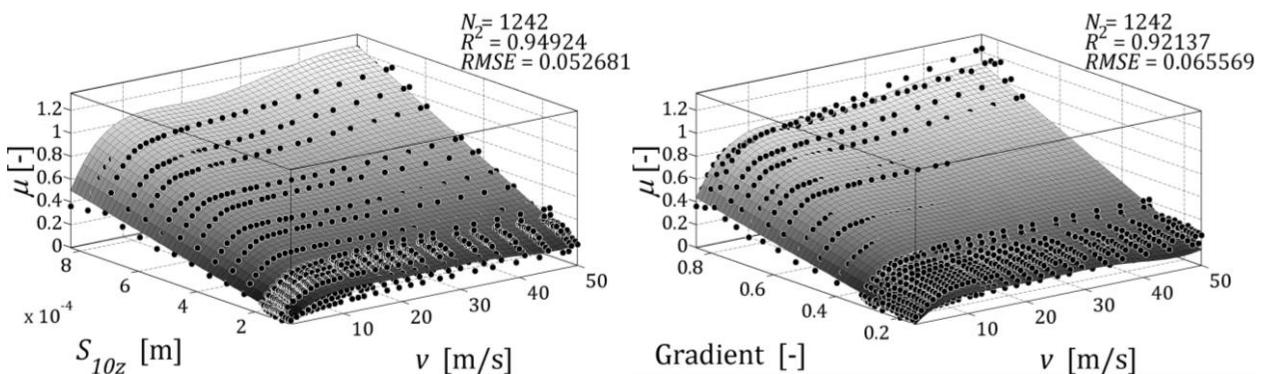 N₂= 1242
R² = 0.94924
RMSE = 0.052681
1.2
1
0.8
0.6
0.4
0.2
0
μ [-]
8
6
4
2
x 10⁻⁴
S₁₀z [m]
10
20
30
40
50
v [m/s]
N₂= 1242
R² = 0.92137
RMSE = 0.065569
1.2
1
0.8
0.6
0.4
0.2
0
μ [-]
0.8
0.6
0.4
0.2
Gradient [-]
10
20
30
40
50
v [m/s]